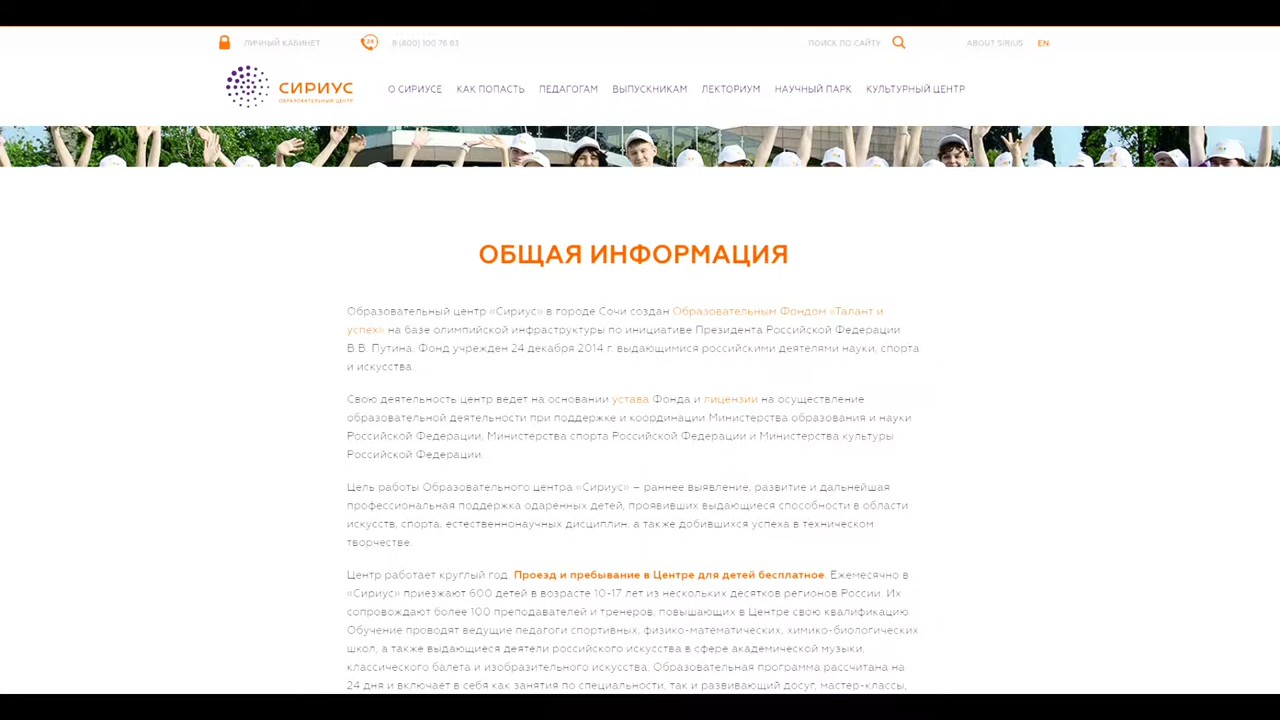 ЛИЧНЫЙ КАБИНЕТ
24
8 (800) 100 76 63
ПОИСК ПО САЙТУ
ABOUT SIRIUS
EN
СИРИУС
ОБРАЗОВАТЕЛЬНЫЙ ЦЕНТР
О СИРИУСЕ КАК ПОПАСТЬ ПЕДАГОГАМ ВЫПУСКНИКАМ ЛЕКТОРИУМ НАУЧНЫЙ ПАРК КУЛЬТУРНЫЙ ЦЕНТР
ОБЩАЯ ИНФОРМАЦИЯ
Образовательный центр «Сириус» в городе Сочи создан Образовательным Фондом «Талант и
успех» на базе олимпийской инфраструктуры по инициативе Президента Российской Федерации
В.В. Путина. Фонд учрежден 24 декабря 2014 г. выдающимися российскими деятелями науки, спорта
и искусства.
Свою деятельность центр ведет на основании устава Фонда и лицензии на осуществление
образовательной деятельности при поддержке и координации Министерства образования и науки
Российской Федерации, Министерства спорта Российской Федерации и Министерства культуры
Российской Федерации.
Цель работы Образовательного центра «Сириус» – раннее выявление, развитие и дальнейшая
профессиональная поддержка одарённых детей, проявивших выдающиеся способности в области
искусств, спорта, естественнонаучных дисциплин, а также добившихся успеха в техническом
творчестве.
Центр работает круглый год. Проезд и пребывание в Центре для детей бесплатное. Ежемесячно в
«Сириус» приезжают 600 детей в возрасте 10-17 лет из нескольких десятков регионов России. Их
сопровождают более 100 преподавателей и тренеров, повышающих в Центре свою квалификацию.
Обучение проводят ведущие педагоги спортивных, физико-математических, химико-биологических
школ, а также выдающиеся деятели российского искусства в сфере академической музыки,
классического балета и изобразительного искусства. Образовательная программа рассчитана на
24 дня и включает в себя как занятия по специальности, так и развивающий досуг, мастер-классы,